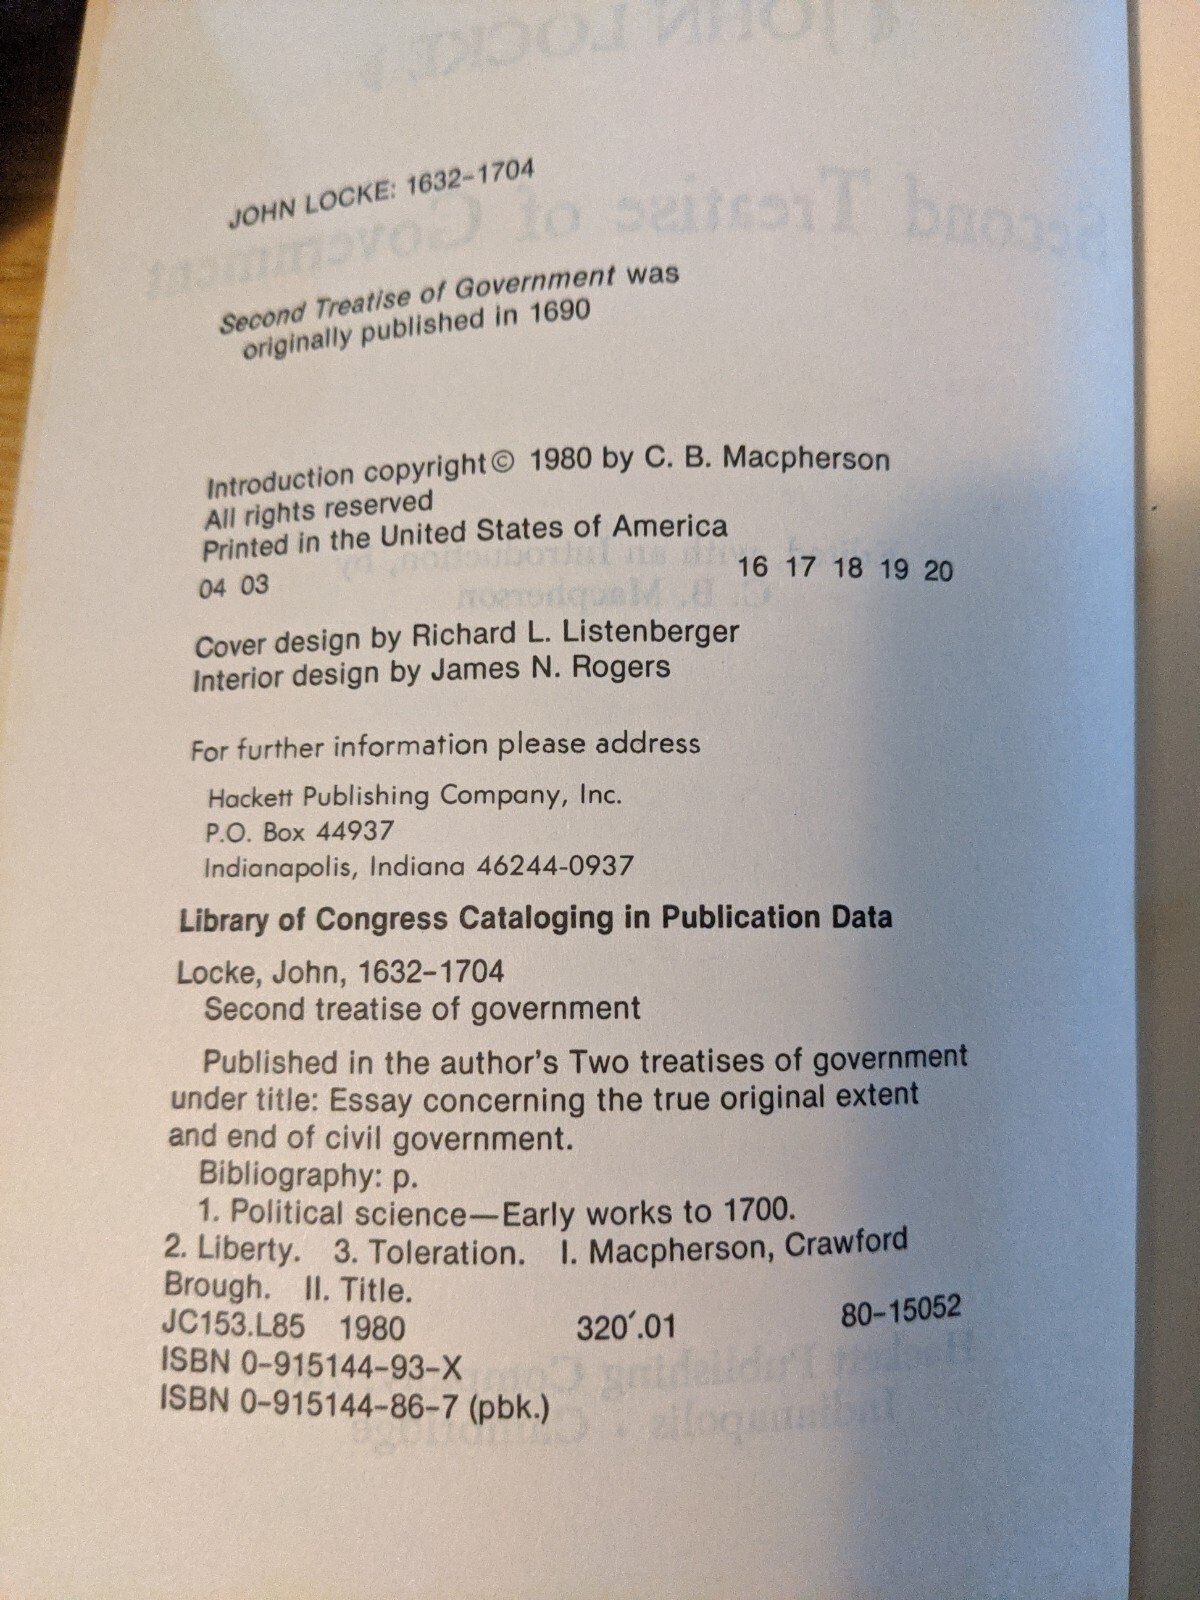 JOHN LOCKE: 1632–1704
Second Treatise of Government was
originally published in 1690
Introduction copyright © 1980 by C. B. Macpherson
All rights reserved
Printed in the United States of America
04 03 16 17 18 19 20
Cover design by Richard L. Listenberger
Interior design by James N. Rogers
For further information please address
Hackett Publishing Company, Inc.
P.O. Box 44937
Indianapolis, Indiana 46244-0937
Library of Congress Cataloging in Publication Data
Locke, John, 1632–1704
Second treatise of government
Published in the author's Two treatises of government
under title: Essay concerning the true original extent
and end of civil government.
Bibliography: p.
1. Political science—Early works to 1700.
2. Liberty. 3. Toleration. I. Macpherson, Crawford
Brough. II. Title.
JC153.L85 1980 320′.01 80–15052
ISBN 0–915144–93–X
ISBN 0–915144–86–7 (pbk.)